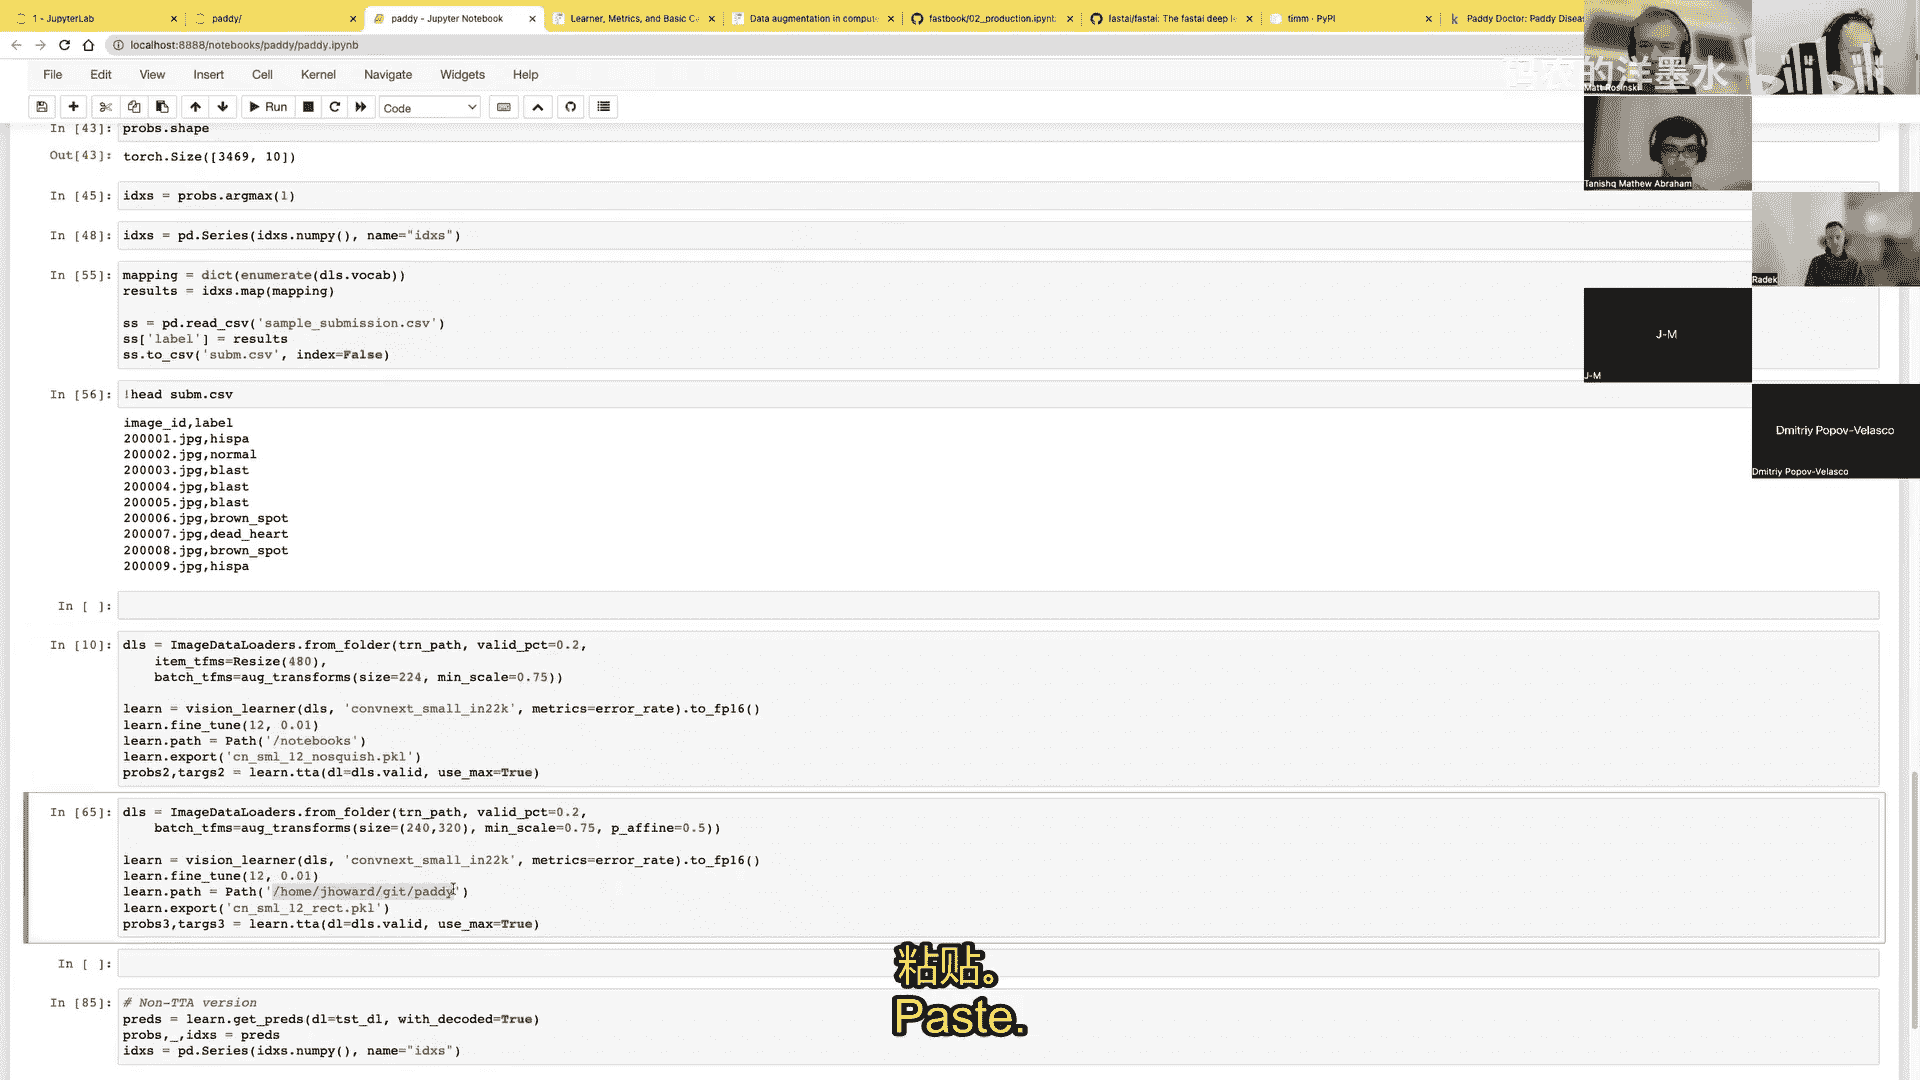 1 - JupyterLab
paddy/
paddy - Jupyter Notebook
Learner, Metrics, and Basic C
Data augmentation in compute
fastbook/02_production.ipynb
fastai/fastai: The fastai deep l
timm · PyPI
Paddy Doctor: Paddy Disea
localhost:8888/notebooks/paddy/paddy.ipynb
File Edit View Insert Cell Kernel Navigate Widgets Help
Run Code
码农的洋墨水 bilibili
Matt Rosinski
Tanishq Mathew Abraham
Radek
J-M
J-M
Dmitriy Popov-Velasco
Dmitriy Popov-Velasco
In [43]: probs.shape
Out[43]: torch.Size([3469, 10])
In [45]: idxs = probs.argmax(1)
In [48]: idxs = pd.Series(idxs.numpy(), name="idxs")
In [55]: mapping = dict(enumerate(dls.vocab))
results = idxs.map(mapping)
ss = pd.read_csv('sample_submission.csv')
ss['label'] = results
ss.to_csv('subm.csv', index=False)
In [56]: !head subm.csv
image_id,label
200001.jpg,hispa
200002.jpg,normal
200003.jpg,blast
200004.jpg,blast
200005.jpg,blast
200006.jpg,brown_spot
200007.jpg,dead_heart
200008.jpg,brown_spot
200009.jpg,hispa
In [ ]:
In [10]: dls = ImageDataLoaders.from_folder(trn_path, valid_pct=0.2,
item_tfms=Resize(480),
batch_tfms=aug_transforms(size=224, min_scale=0.75))
learn = vision_learner(dls, 'convnext_small_in22k', metrics=error_rate).to_fp16()
learn.fine_tune(12, 0.01)
learn.path = Path('/notebooks')
learn.export('cn_sml_12_nosquish.pkl')
probs2,targs2 = learn.tta(dl=dls.valid, use_max=True)
In [65]: dls = ImageDataLoaders.from_folder(trn_path, valid_pct=0.2,
batch_tfms=aug_transforms(size=(240,320), min_scale=0.75, p_affine=0.5))
learn = vision_learner(dls, 'convnext_small_in22k', metrics=error_rate).to_fp16()
learn.fine_tune(12, 0.01)
learn.path = Path('/home/jhoward/git/paddy')
learn.export('cn_sml_12_rect.pkl')
probs3,targs3 = learn.tta(dl=dls.valid, use_max=True)
In [ ]:
In [85]: # Non-TTA version
preds = learn.get_preds(dl=tst_dl, with_decoded=True)
probs,_,idxs = preds
idxs = pd.Series(idxs.numpy(), name="idxs")
粘贴。
Paste.